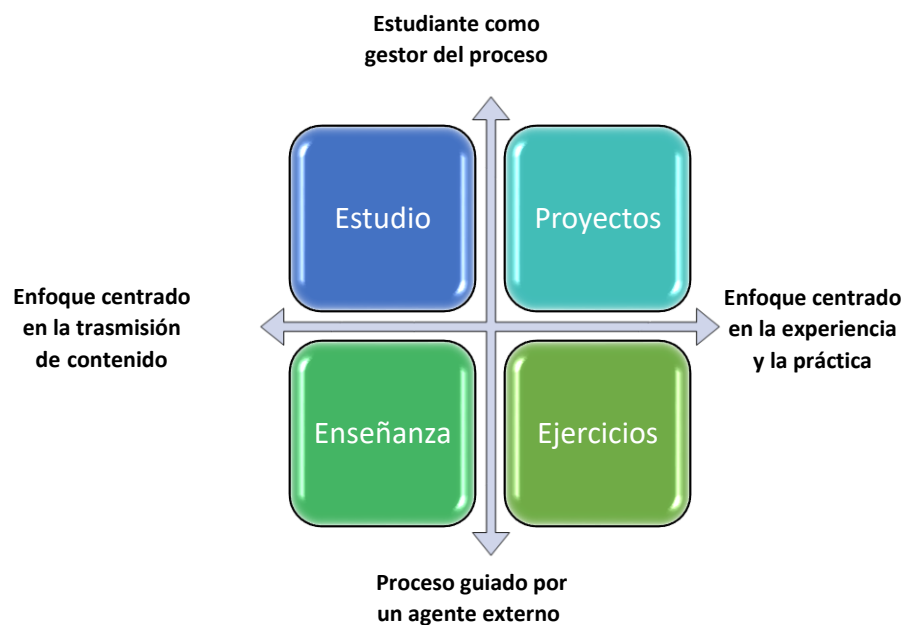 Estudiante como
gestor del proceso
Estudio
Proyectos
Enfoque centrado
en la trasmisión
de contenido
Enfoque centrado
en la experiencia
y la práctica
Enseñanza
Ejercicios
Proceso guiado por
un agente externo